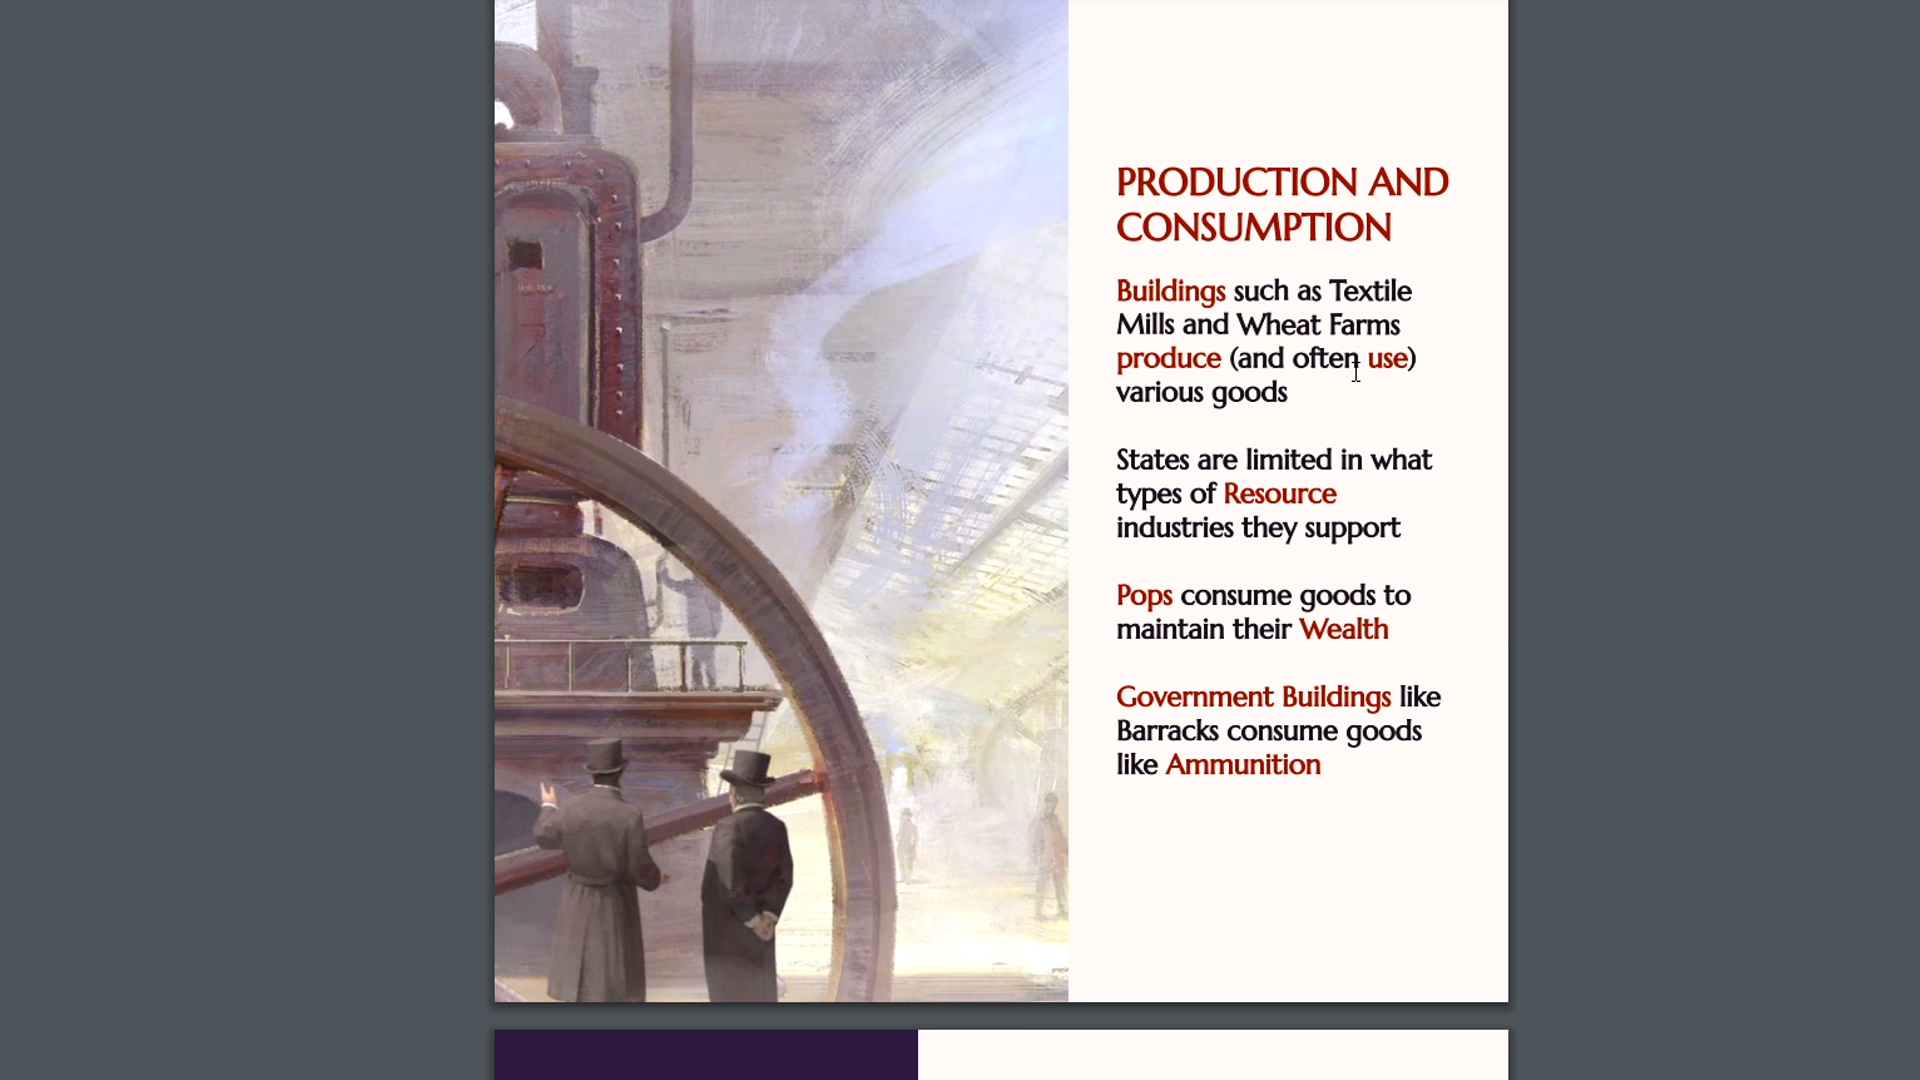 PRODUCTION AND
CONSUMPTION
Buildings such as Textile
Mills and Wheat Farms
produce (and often use)
various goods
States are limited in what
types of Resource
industries they support
Pops consume goods to
maintain their Wealth
Government Buildings like
Barracks consume goods
like Ammunition